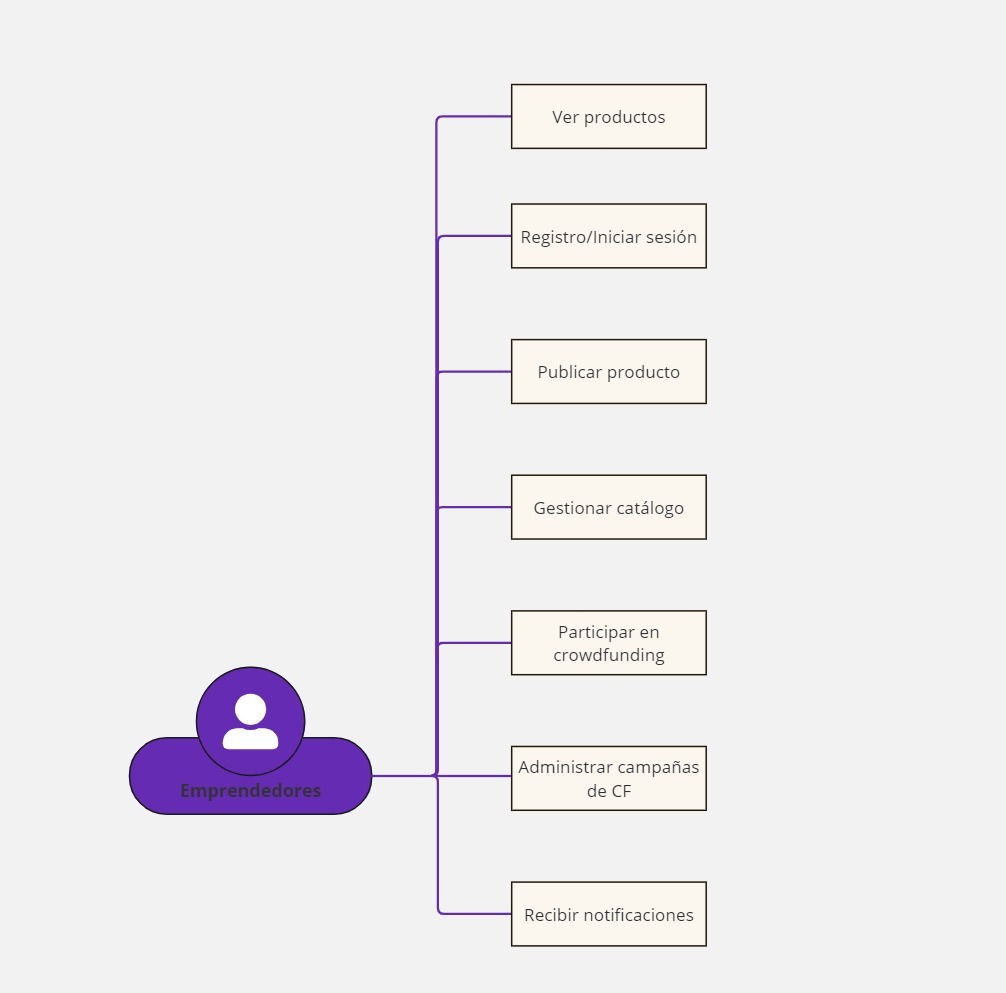 Ver productos
Registro/Iniciar sesión
Publicar producto
Gestionar catálogo
Participar en
crowdfunding
Administrar campañas
de CF
Emprendedores
Recibir notificaciones